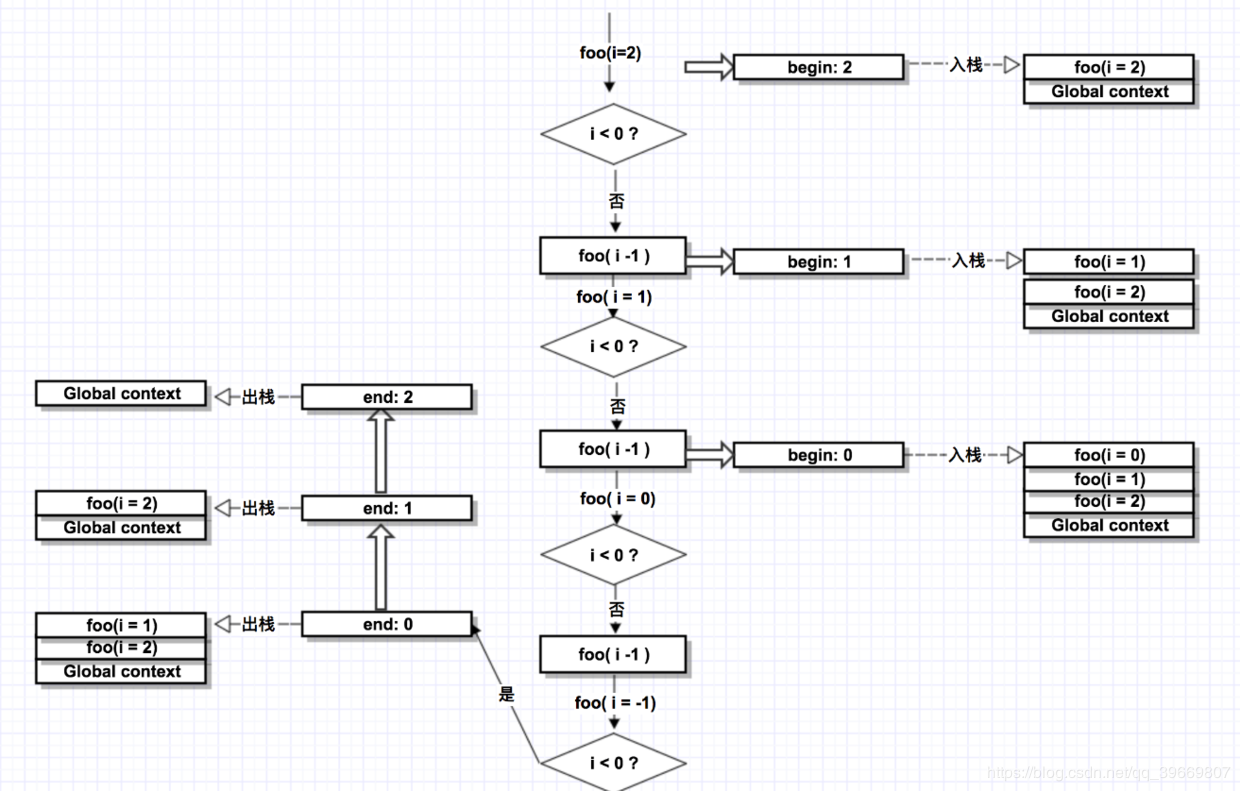 foo(i=2)
begin: 2
入栈
foo(i = 2)
Global context
i < 0 ?
否
foo( i -1 )
begin: 1
入栈
foo(i = 1)
foo(i = 2)
Global context
foo( i = 1)
i < 0 ?
否
foo( i -1 )
begin: 0
入栈
foo(i = 0)
foo(i = 1)
foo(i = 2)
Global context
foo( i = 0)
i < 0 ?
否
foo( i -1 )
foo( i = -1)
i < 0 ?
是
end: 0
出栈
foo(i = 1)
foo(i = 2)
Global context
end: 1
出栈
foo(i = 2)
Global context
end: 2
出栈
Global context
https://blog.csdn.net/qq_39669807